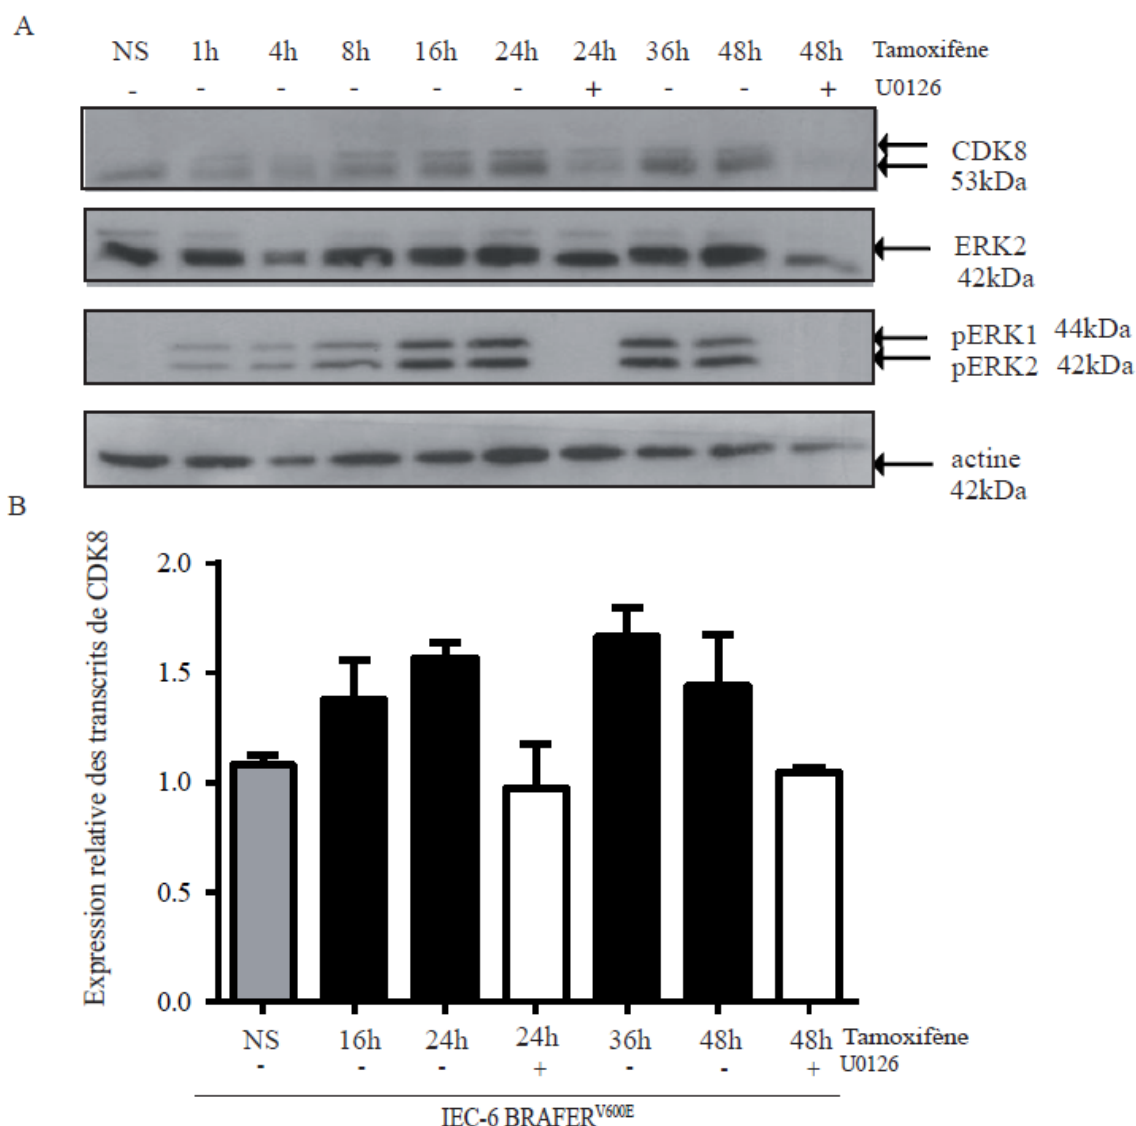 A
NS 1h 4h 8h 16h 24h 24h 36h 48h 48h Tamoxifène
- - - - - - + - - + U0126
CDK8
53kDa
ERK2
42kDa
pERK1 44kDa
pERK2 42kDa
actine
42kDa
B
Expression relative des transcrits de CDK8
2.0
1.5
1.0
0.5
0.0
NS 16h 24h 24h 36h 48h 48h Tamoxifène
- - - + - - + U0126
IEC-6 BRAFER^V600E